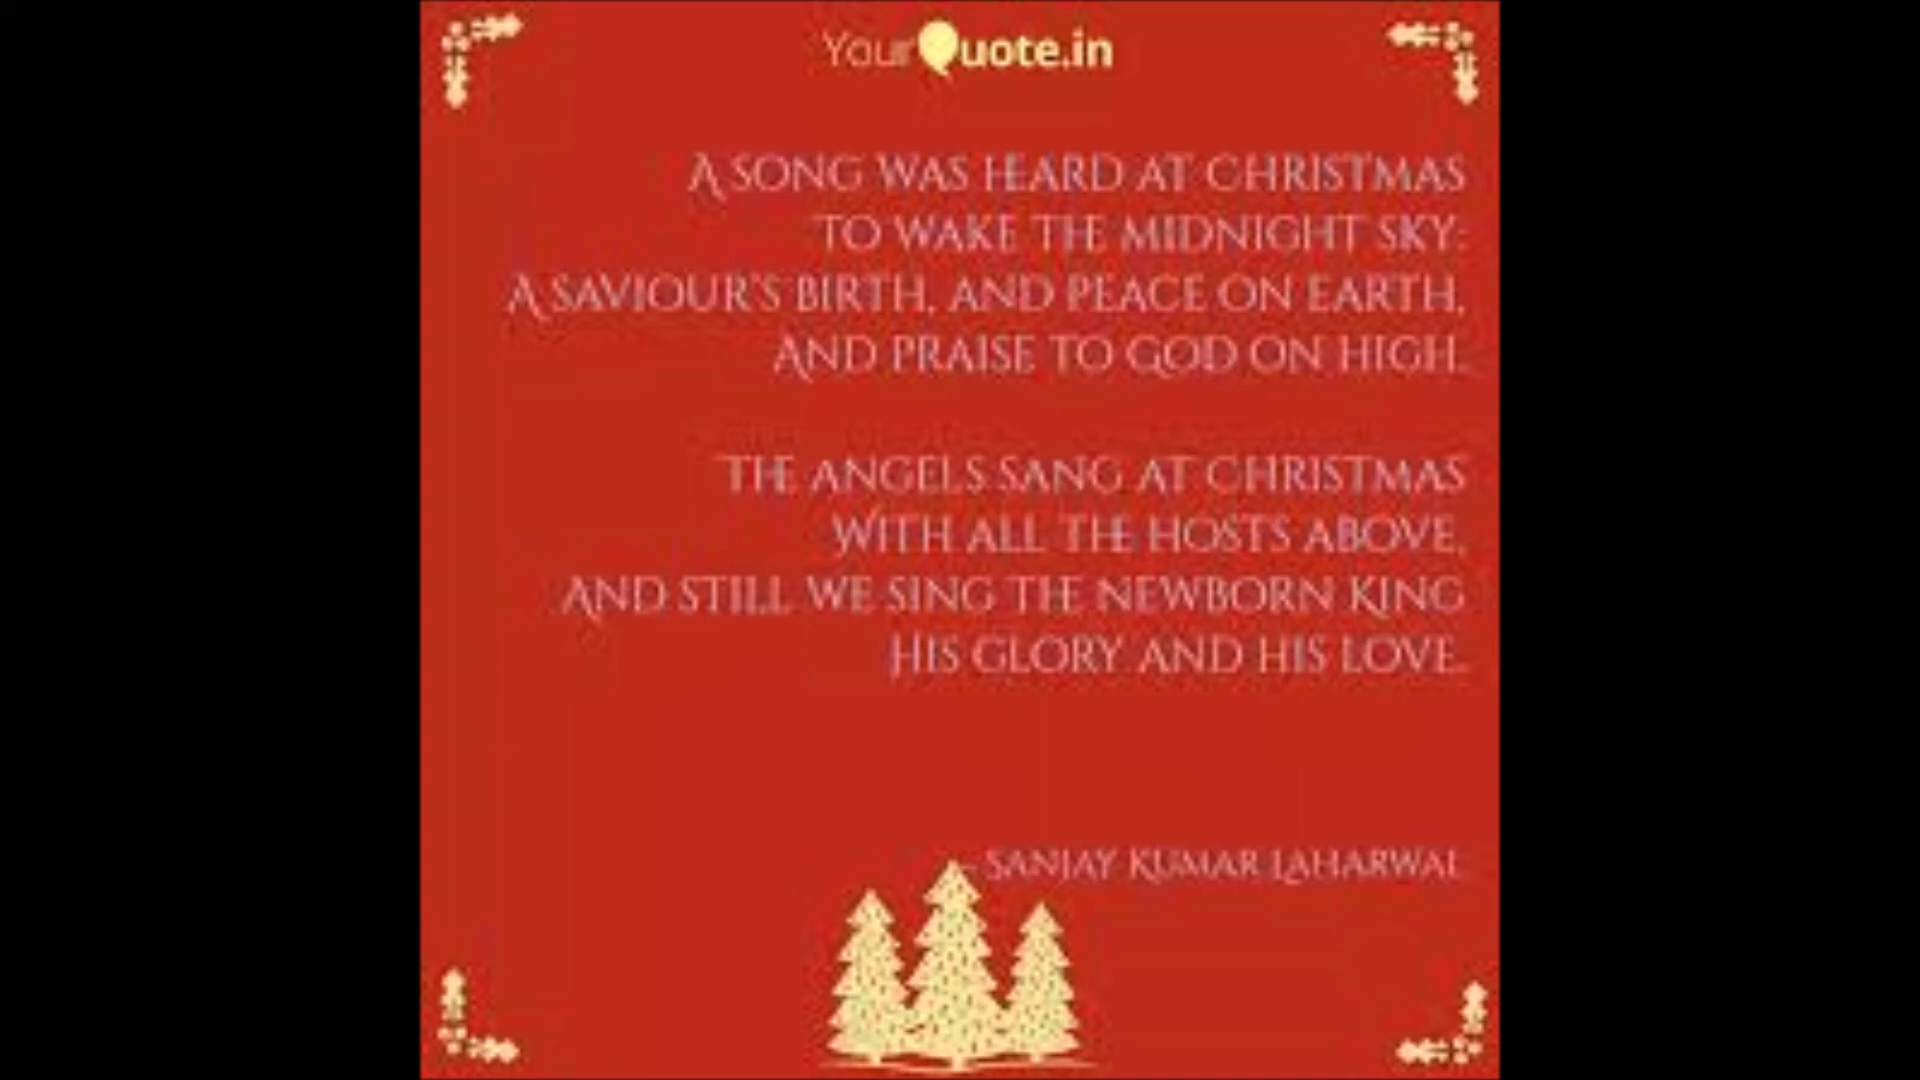 YourQuote.in
A SONG WAS HEARD AT CHRISTMAS
TO WAKE THE MIDNIGHT SKY:
A SAVIOUR'S BIRTH, AND PEACE ON EARTH,
AND PRAISE TO GOD ON HIGH.
THE ANGELS SANG AT CHRISTMAS
WITH ALL THE HOSTS ABOVE,
AND STILL WE SING THE NEWBORN KING
HIS GLORY AND HIS LOVE.
- SANJAY KUMAR LAHARWAL